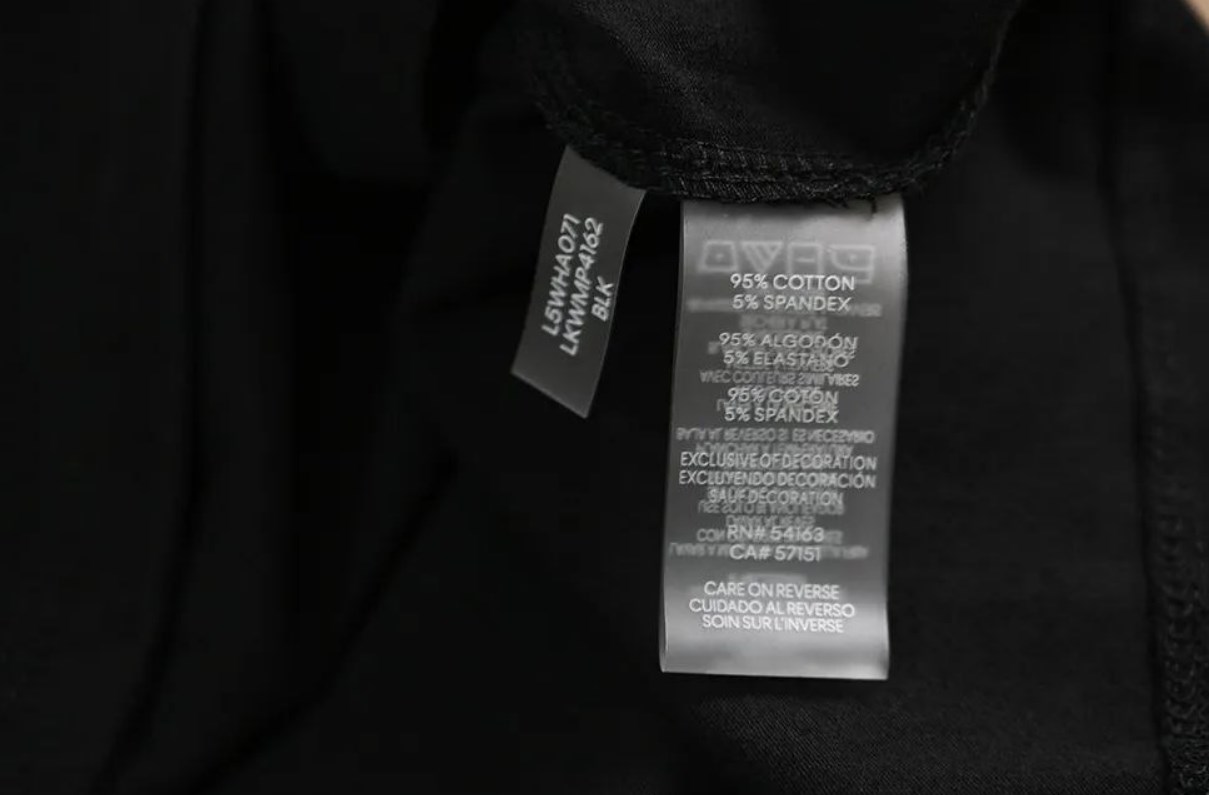 L5WHA071
LKWMP4162
BLK
95% COTTON
5% SPANDEX
95% ALGODÓN
5% ELASTANO
95% COTON
5% SPANDEX
EXCLUSIVE OF DECORATION
EXCLUYENDO DECORACIÓN
SAUF DÉCORATION
RN# 54163
CA# 57151
CARE ON REVERSE
CUIDADO AL REVERSO
SOIN SUR L'INVERSE